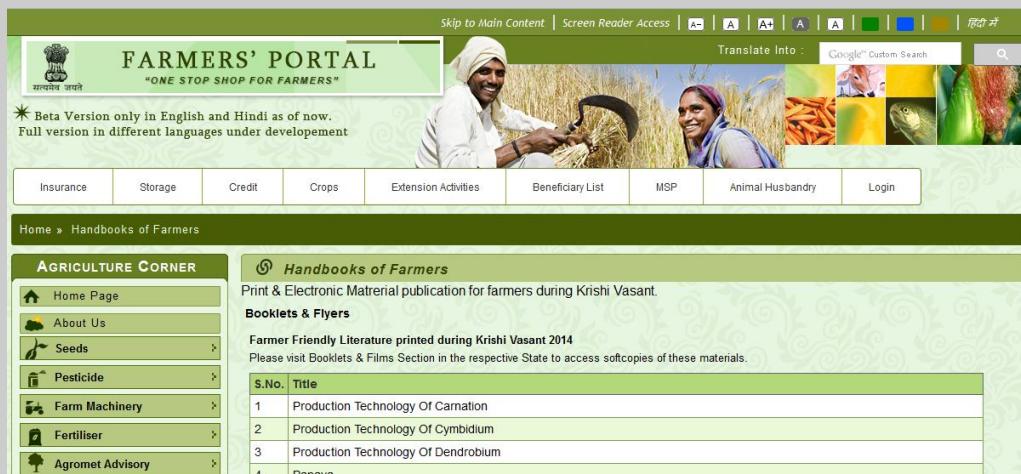 Skip to Main Content | Screen Reader Access | A- | A | A+ | A | A | हिंदी में
Translate Into :
Google™ Custom Search
सत्यमेव जयते
FARMERS' PORTAL
"ONE STOP SHOP FOR FARMERS"
Beta Version only in English and Hindi as of now.
Full version in different languages under developement
Insurance Storage Credit Crops Extension Activities Beneficiary List MSP Animal Husbandry Login
Home » Handbooks of Farmers
AGRICULTURE CORNER
Home Page
About Us
Seeds
Pesticide
Farm Machinery
Fertiliser
Agromet Advisory
Handbooks of Farmers
Print & Electronic Matrerial publication for farmers during Krishi Vasant.
Booklets & Flyers
Farmer Friendly Literature printed during Krishi Vasant 2014
Please visit Booklets & Films Section in the respective State to access softcopies of these materials.
S.No. Title
1 Production Technology Of Carnation
2 Production Technology Of Cymbidium
3 Production Technology Of Dendrobium
4 Papaya